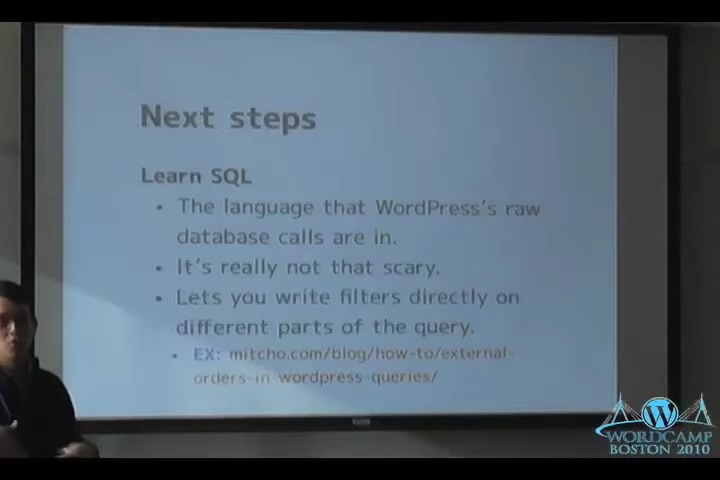 Next steps
Learn SQL
• The language that WordPress's raw
database calls are in.
• It's really not that scary.
• Lets you write filters directly on
different parts of the query.
• EX: mitcho.com/blog/how-to/external-
orders-in-wordpress-queries/
WORDCAMP
BOSTON 2010